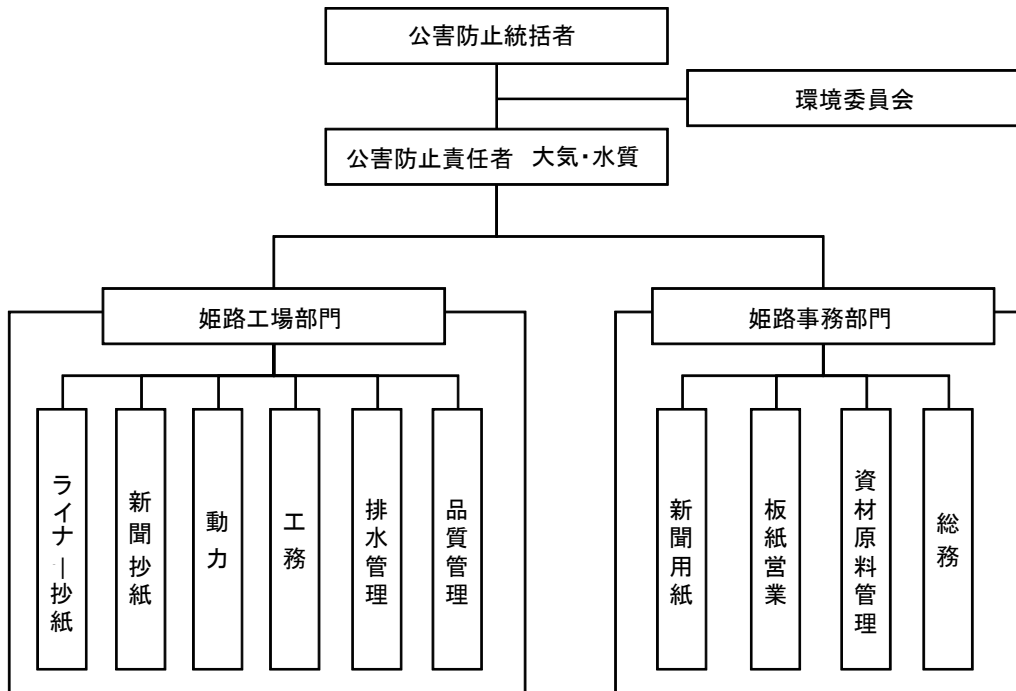 公害防止統括者
環境委員会
公害防止責任者 大気・水質
姫路工場部門
姫路事務部門
ライナー抄紙
新聞抄紙
動力
工務
排水管理
品質管理
新聞用紙
板紙営業
資材原料管理
総務